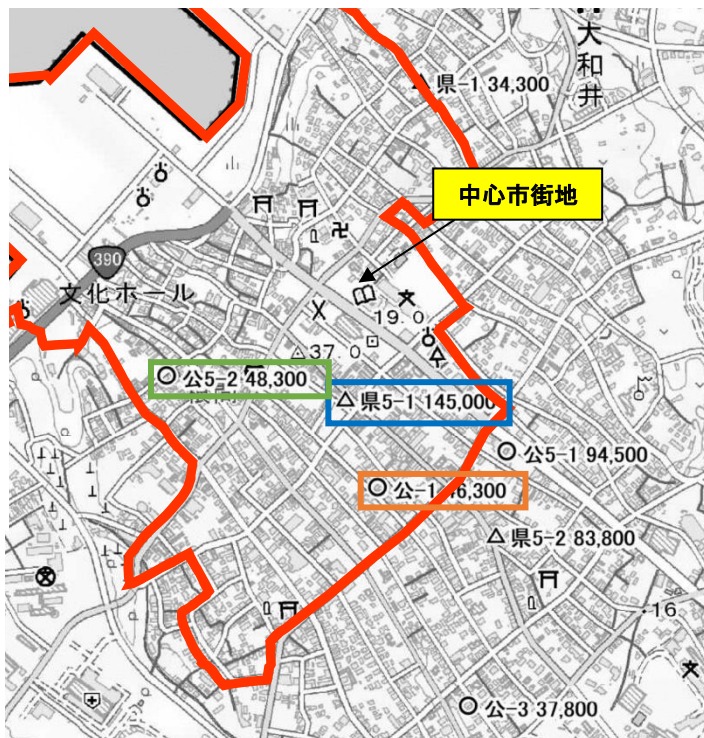 大和井
県-1 34,300
中心市街地
390
文化ホール
19.0
37.0
公5-2 48,300
県5-1 145,000
公5-1 94,500
公-1 46,300
県5-2 83,800
16
公-3 37,800